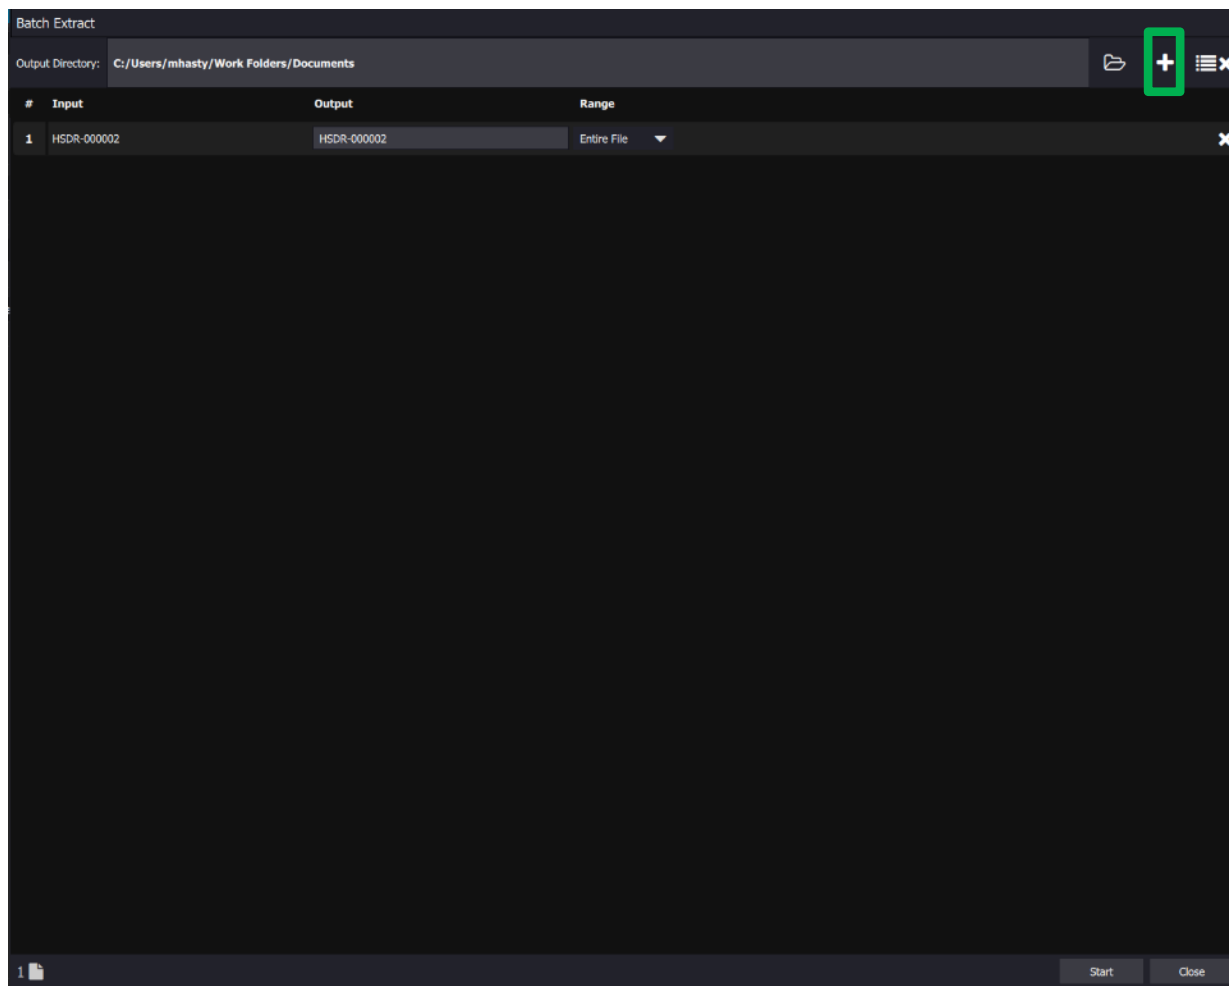 Batch Extract
Output Directory: C:/Users/mhasty/Work Folders/Documents
# Input Output Range
1 HSDR-000002 HSDR-000002 Entire File
1 Start Close